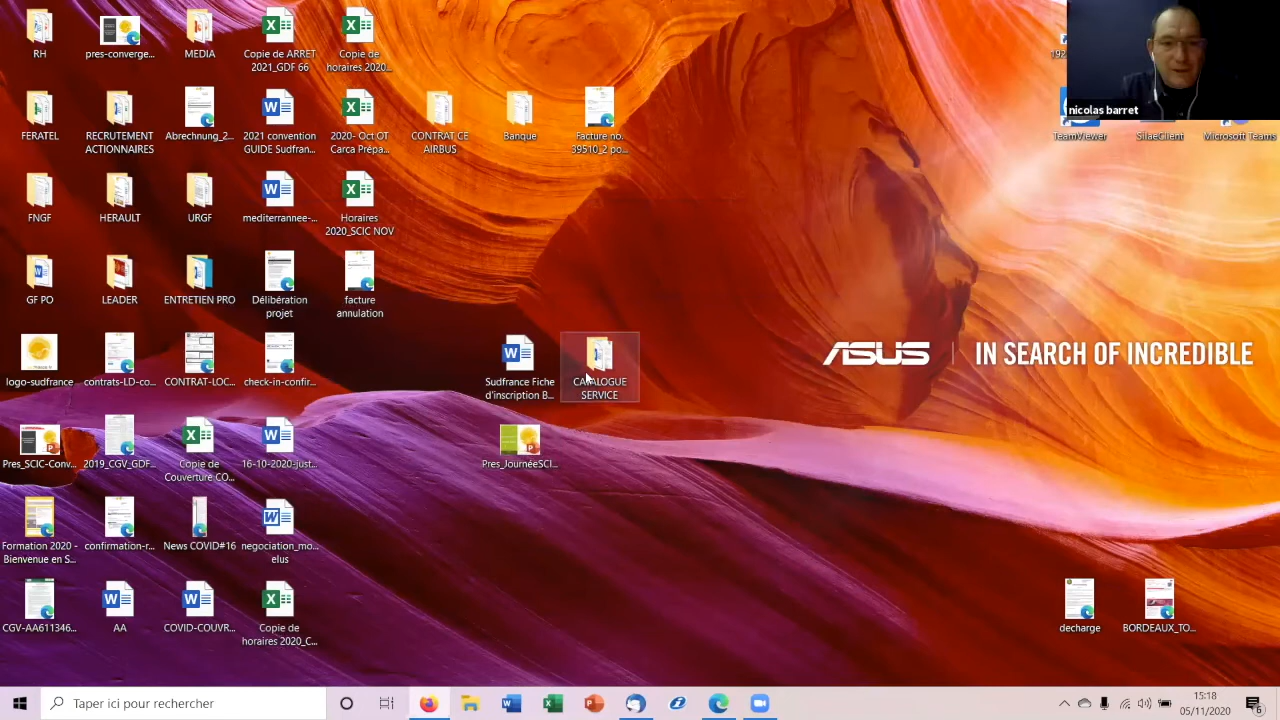 RH
pres-converge...
MEDIA
Copie de ARRET
2021_GDF 66
Copie de
horaires 2020...
nicolas barret
FERATEL
RECRUTEMENT
ACTIONNAIRES
Abrechnung_2...
2021 convention
GUIDE Sudfran...
2020- Oct OT
Carca Prépa...
CONTRAT CE
AIRBUS
Banque
Facture no.
39510_2 po...
TeamViewer
SilaeClient
Microsoft Teams
FNGF
HERAULT
URGF
mediterrannee-...
Horaires
2020_SCIC NOV
GF PO
LEADER
ENTRETIEN PRO
Délibération
projet
facture
annulation
logo-sudfrance
contrats-LD-co...
CONTRAT-LOC...
check-in-confir...
Sudfrance Fiche
d'inscription B...
CATALOGUE
SERVICE
ASUS
IN SEARCH OF INCREDIBLE
Pres_SCIC-Conv...
2019_CGV_GDF...
Copie de
Couverture CO...
16-10-2020-just...
Pres_JournéeSCI...
Formation 2020 -
Bienvenue en S...
confirmation-r...
News COVID#16
negociation_mo...
elus
CGV-AA611346...
AA
COVID-COUVR...
Copie de
horaires 2020_C...
decharge
BORDEAUX_TO...
Taper ici pour rechercher
15:18
05/11/2020
6